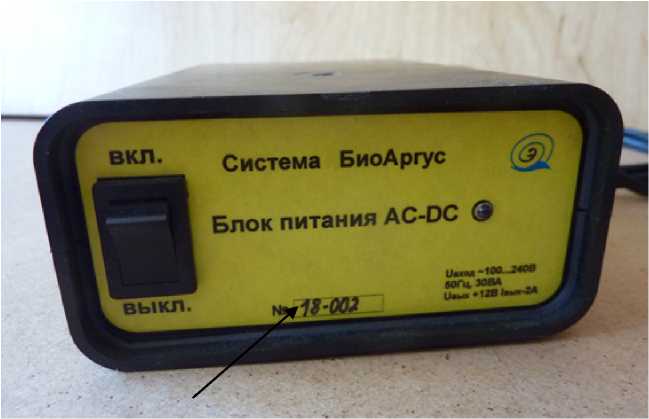 ВКЛ.
Система БиоАргус
Э
Блок питания AC-DC
Uвход ~100...240В
50Гц, 30ВА
Uвых +12В Iвых-2А
ВЫКЛ.
№ 18-002